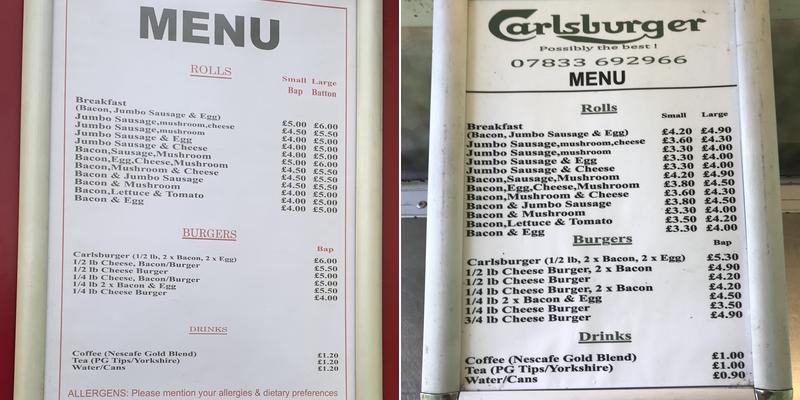 MENU
ROLLS
Small Large
Bap Batton
Breakfast
(Bacon, Jumbo Sausage & Egg) £5.00 £6.00
Jumbo Sausage,mushroom,cheese £4.50 £5.50
Jumbo Sausage,mushroom £4.00 £5.00
Jumbo Sausage & Egg £4.00 £5.00
Jumbo Sausage & Cheese £4.00 £5.00
Bacon,Sausage,Mushroom £5.00 £6.00
Bacon,Egg,Cheese,Mushroom £4.50 £5.50
Bacon,Mushroom & Cheese £4.50 £5.50
Bacon & Jumbo Sausage £4.50 £5.50
Bacon & Mushroom £4.00 £5.00
Bacon,Lettuce & Tomato £4.50 £5.50
Bacon & Egg £4.00 £5.00
BURGERS
Bap
Carlsburger (1/2 lb, 2 x Bacon, 2 x Egg) £6.00
1/2 lb Cheese, Bacon/Burger £5.50
1/2 lb Cheese Burger £5.00
1/4 lb Cheese, Bacon/Burger £5.00
1/4 lb 2 x Bacon & Egg £5.50
1/4 lb Cheese Burger £4.00
DRINKS
Coffee (Nescafe Gold Blend) £1.20
Tea (PG Tips/Yorkshire) £1.20
Water/Cans £1.20
ALLERGENS: Please mention your allergies & dietary preferences
Carlsburger
Possibly the best !
07833 692966
MENU
Rolls
Small Large
Breakfast
(Bacon, Jumbo Sausage & Egg) £4.20 £4.90
Jumbo Sausage,mushroom,cheese £3.60 £4.30
Jumbo Sausage,mushroom £3.30 £4.00
Jumbo Sausage & Egg £3.30 £4.00
Jumbo Sausage & Cheese £3.30 £4.00
Bacon,Sausage,Mushroom £4.20 £4.90
Bacon,Egg,Cheese,Mushroom £3.80 £4.50
Bacon,Mushroom & Cheese £3.60 £4.30
Bacon & Jumbo Sausage £3.80 £4.50
Bacon & Mushroom £3.30 £4.00
Bacon,Lettuce & Tomato £3.50 £4.20
Bacon & Egg £3.30 £4.00
Burgers
Bap
Carlsburger (1/2 lb, 2 x Bacon, 2 x Egg) £5.30
1/2 lb Cheese Burger, 2 x Bacon £4.90
1/2 lb Cheese Burger £4.20
1/4 lb Cheese Burger, 2 x Bacon £4.20
1/4 lb 2 x Bacon & Egg £4.50
1/4 lb Cheese Burger £3.50
3/4 lb Cheese Burger £4.90
Drinks
Coffee (Nescafe Gold Blend) £1.00
Tea (PG Tips/Yorkshire) £1.00
Water/Cans £0.90